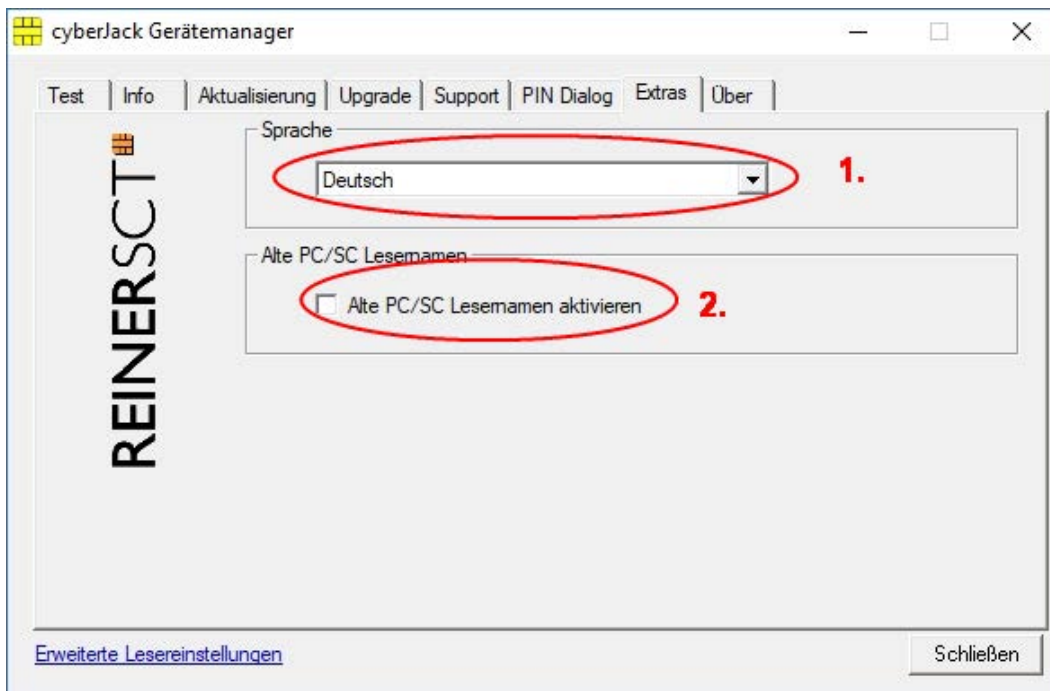 cyberJack Gerätemanager
Test Info Aktualisierung Upgrade Support PIN Dialog Extras Über
REINERSCT
Sprache
Deutsch
1.
Alte PC/SC Lesernamen
Alte PC/SC Lesernamen aktivieren
2.
Erweiterte Lesereinstellungen
Schließen